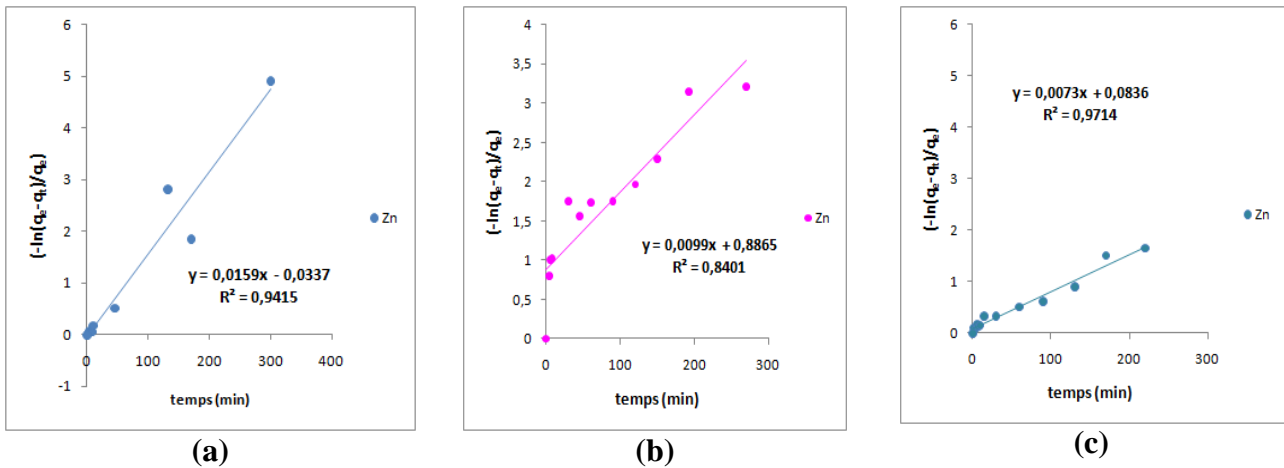 6
5
4
3
2
1
0
-1
(-ln(qe-qt)/qe)
y = 0,0159x - 0,0337
R² = 0,9415
Zn
0 100 200 300 400
temps (min)
(a)
4
3,5
3
2,5
2
1,5
1
0,5
0
(-ln(qe-qt)/qe)
y = 0,0099x + 0,8865
R² = 0,8401
Zn
0 100 200 300
temps (min)
(b)
6
5
4
3
2
1
0
(-ln(qe-qt)/qe)
y = 0,0073x + 0,0836
R² = 0,9714
Zn
0 100 200 300
temps (min)
(c)